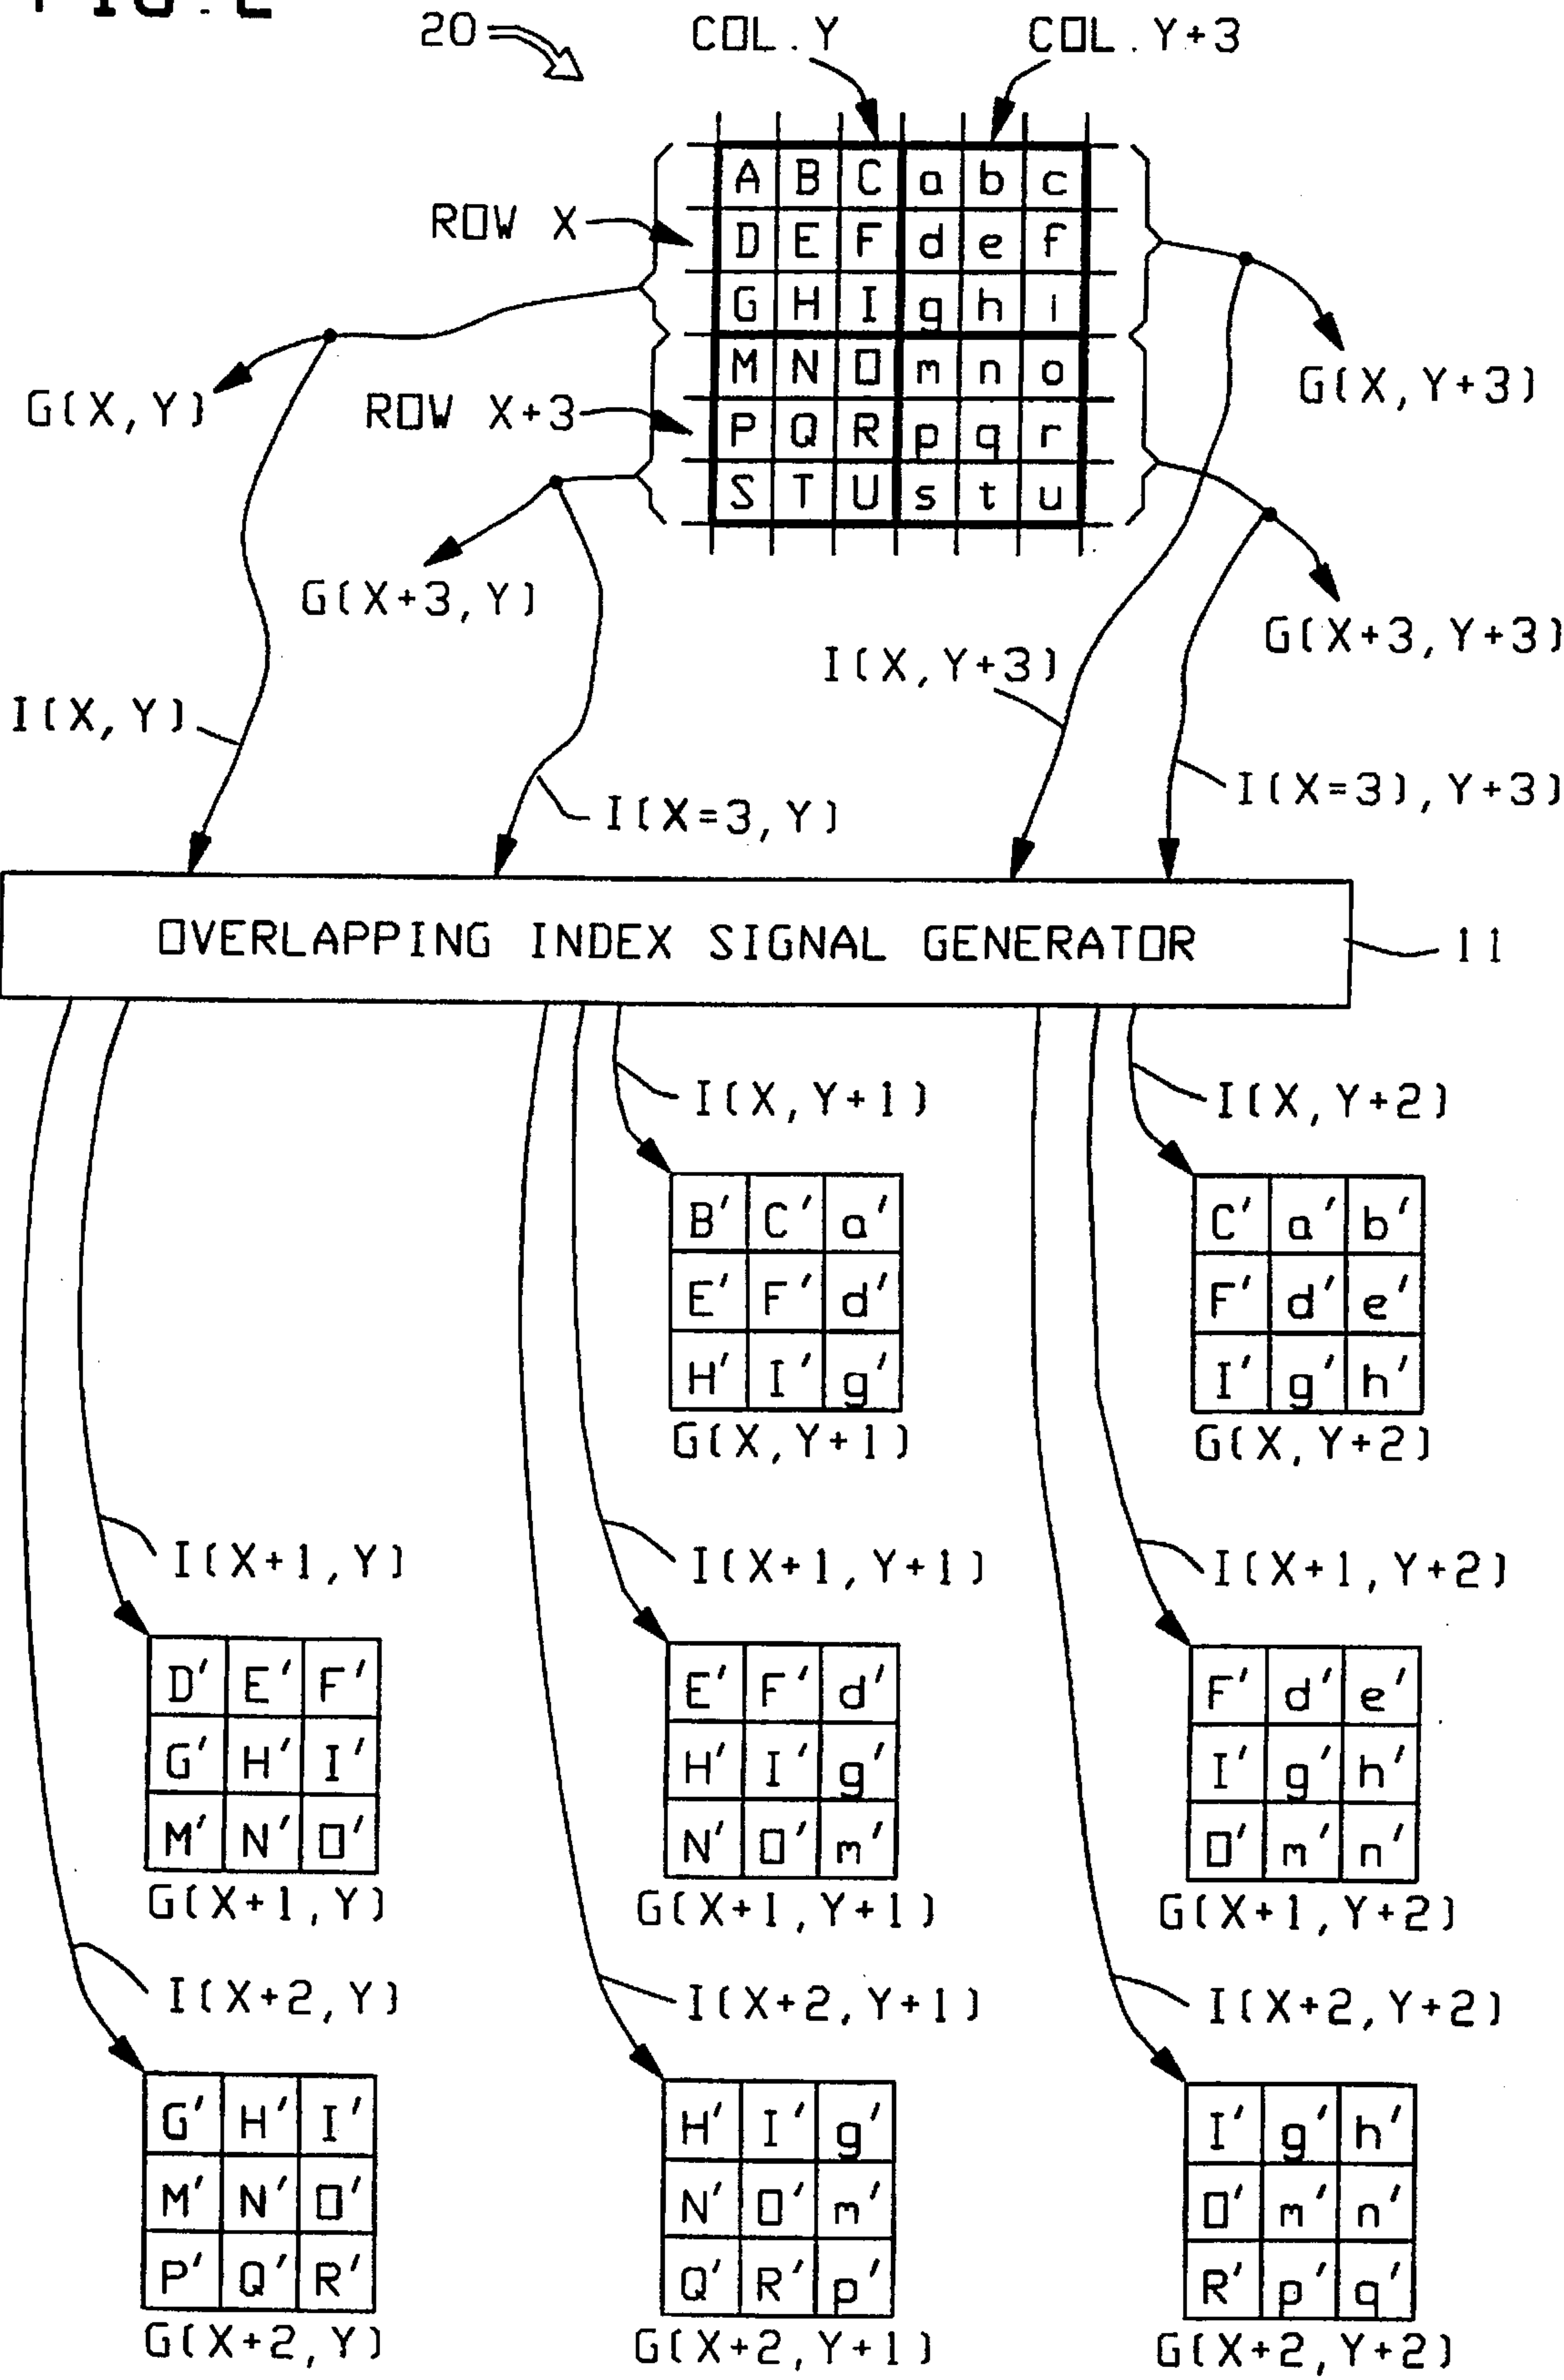 FIG. 2
20
COL. Y
COL. Y+3
A B C a b c
ROW X
D E F d e f
G H I g h i
M N O m n o
ROW X+3
P Q R p q r
S T U s t u
G(X,Y)
G(X,Y+3)
G(X+3,Y)
G(X+3,Y+3)
I(X,Y)
I(X,Y+3)
I(X=3,Y)
I(X=3),Y+3)
OVERLAPPING INDEX SIGNAL GENERATOR
11
I(X,Y+1)
I(X,Y+2)
B' C' a'
E' F' d'
H' I' g'
G(X,Y+1)
C' a' b'
F' d' e'
I' g' h'
G(X,Y+2)
I(X+1,Y)
I(X+1,Y+1)
I(X+1,Y+2)
D' E' F'
G' H' I'
M' N' O'
G(X+1,Y)
E' F' d'
H' I' g'
N' O' m'
G(X+1,Y+1)
F' d' e'
I' g' h'
O' m' n'
G(X+1,Y+2)
I(X+2,Y)
I(X+2,Y+1)
I(X+2,Y+2)
G' H' I'
M' N' O'
P' Q' R'
G(X+2,Y)
H' I' g'
N' O' m'
Q' R' p'
G(X+2,Y+1)
I' g' h'
O' m' n'
R' p' q'
G(X+2,Y+2)